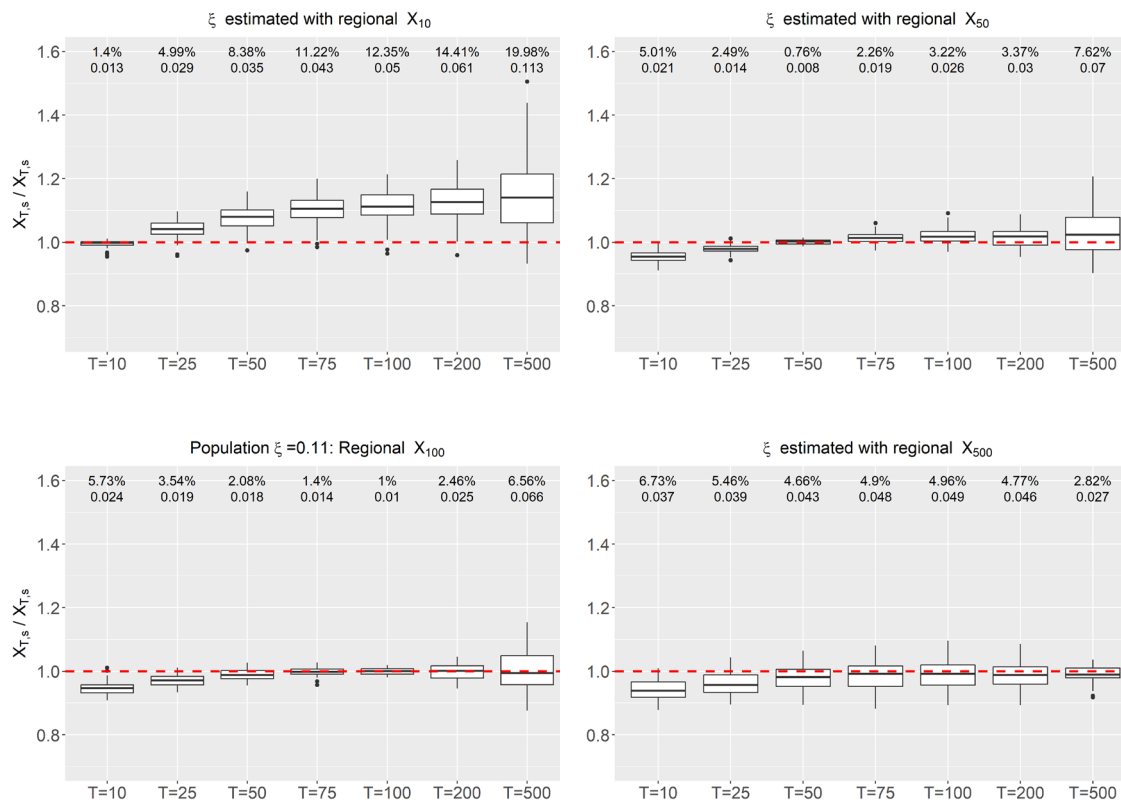 ξ estimated with regional X10
1.4% 4.99% 8.38% 11.22% 12.35% 14.41% 19.98%
0.013 0.029 0.035 0.043 0.05 0.061 0.113
1.6
1.4
1.2
1.0
0.8
XT,s / XT,s
T=10 T=25 T=50 T=75 T=100 T=200 T=500
ξ estimated with regional X50
5.01% 2.49% 0.76% 2.26% 3.22% 3.37% 7.62%
0.021 0.014 0.008 0.019 0.026 0.03 0.07
1.6
1.4
1.2
1.0
0.8
T=10 T=25 T=50 T=75 T=100 T=200 T=500
Population ξ =0.11: Regional X100
5.73% 3.54% 2.08% 1.4% 1% 2.46% 6.56%
0.024 0.019 0.018 0.014 0.01 0.025 0.066
1.6
1.4
1.2
1.0
0.8
XT,s / XT,s
T=10 T=25 T=50 T=75 T=100 T=200 T=500
ξ estimated with regional X500
6.73% 5.46% 4.66% 4.9% 4.96% 4.77% 2.82%
0.037 0.039 0.043 0.048 0.049 0.046 0.027
1.6
1.4
1.2
1.0
0.8
T=10 T=25 T=50 T=75 T=100 T=200 T=500